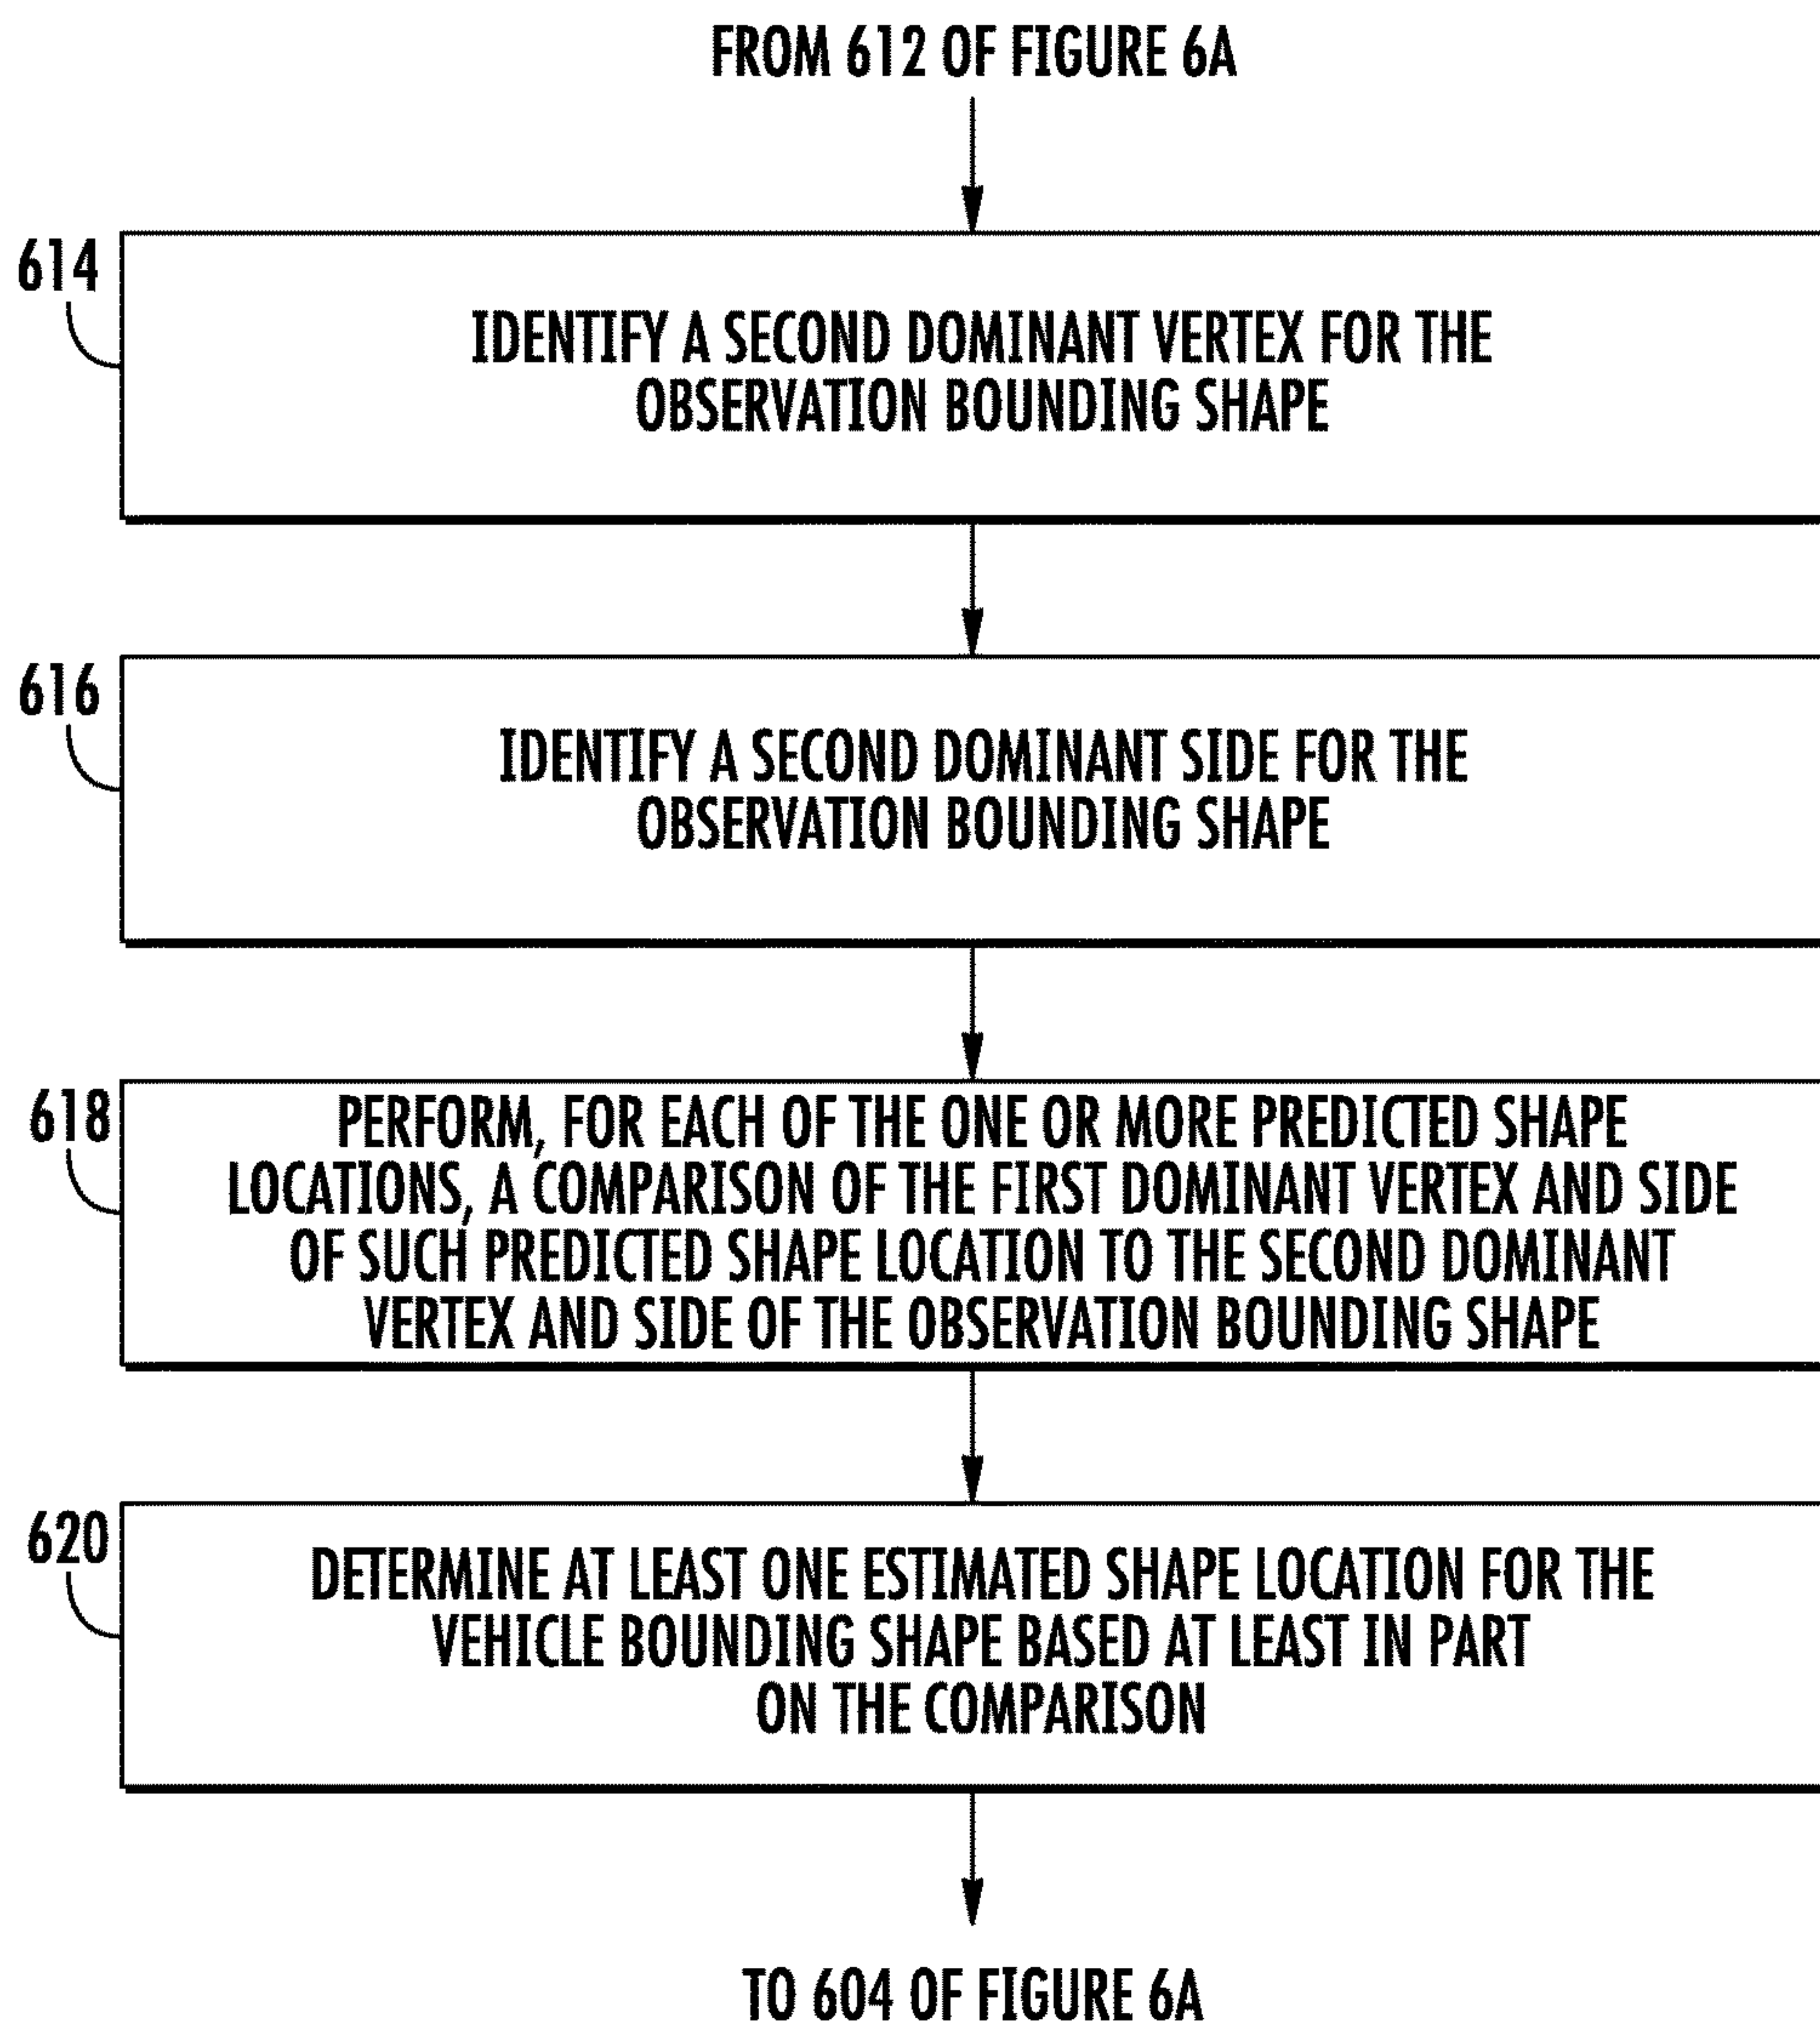 FROM 612 OF FIGURE 6A
614
IDENTIFY A SECOND DOMINANT VERTEX FOR THE
OBSERVATION BOUNDING SHAPE
616
IDENTIFY A SECOND DOMINANT SIDE FOR THE
OBSERVATION BOUNDING SHAPE
618
PERFORM, FOR EACH OF THE ONE OR MORE PREDICTED SHAPE
LOCATIONS, A COMPARISON OF THE FIRST DOMINANT VERTEX AND SIDE
OF SUCH PREDICTED SHAPE LOCATION TO THE SECOND DOMINANT
VERTEX AND SIDE OF THE OBSERVATION BOUNDING SHAPE
620
DETERMINE AT LEAST ONE ESTIMATED SHAPE LOCATION FOR THE
VEHICLE BOUNDING SHAPE BASED AT LEAST IN PART
ON THE COMPARISON
TO 604 OF FIGURE 6A